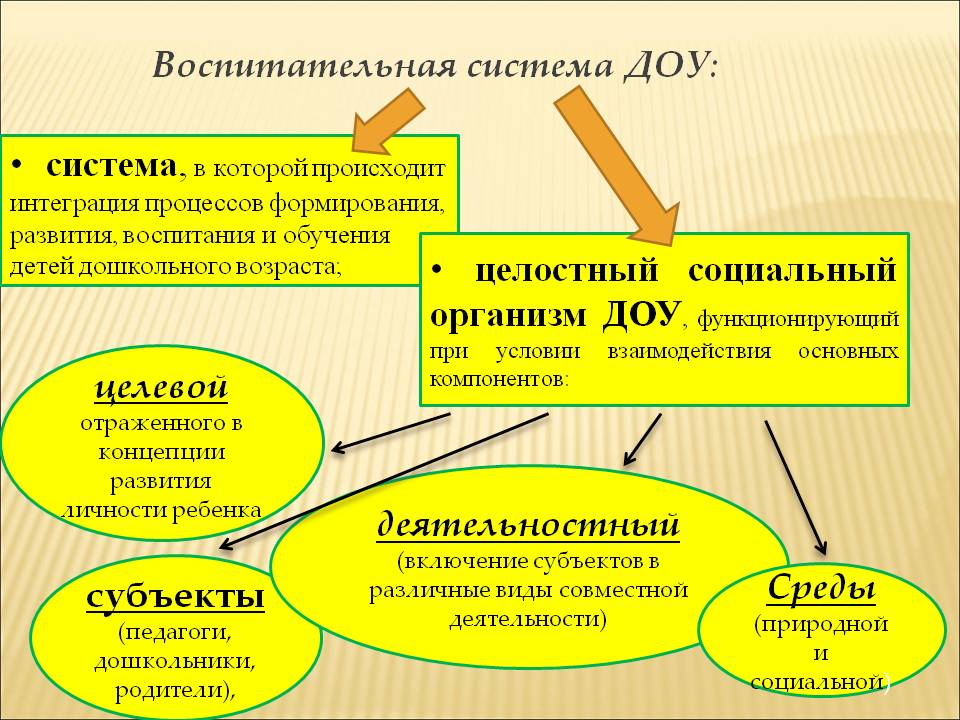 Воспитательная система ДОУ:
• система, в которой происходит
интеграция процессов формирования,
развития, воспитания и обучения
детей дошкольного возраста;
• целостный социальный
организм ДОУ, функционирующий
при условии взаимодействия основных
компонентов:
целевой
отраженного в
концепции
развития
личности ребенка
субъекты
(педагоги,
дошкольники,
родители),
деятельностный
(включение субъектов в
различные виды совместной
деятельности)
Среды
(природной
и
социальной)